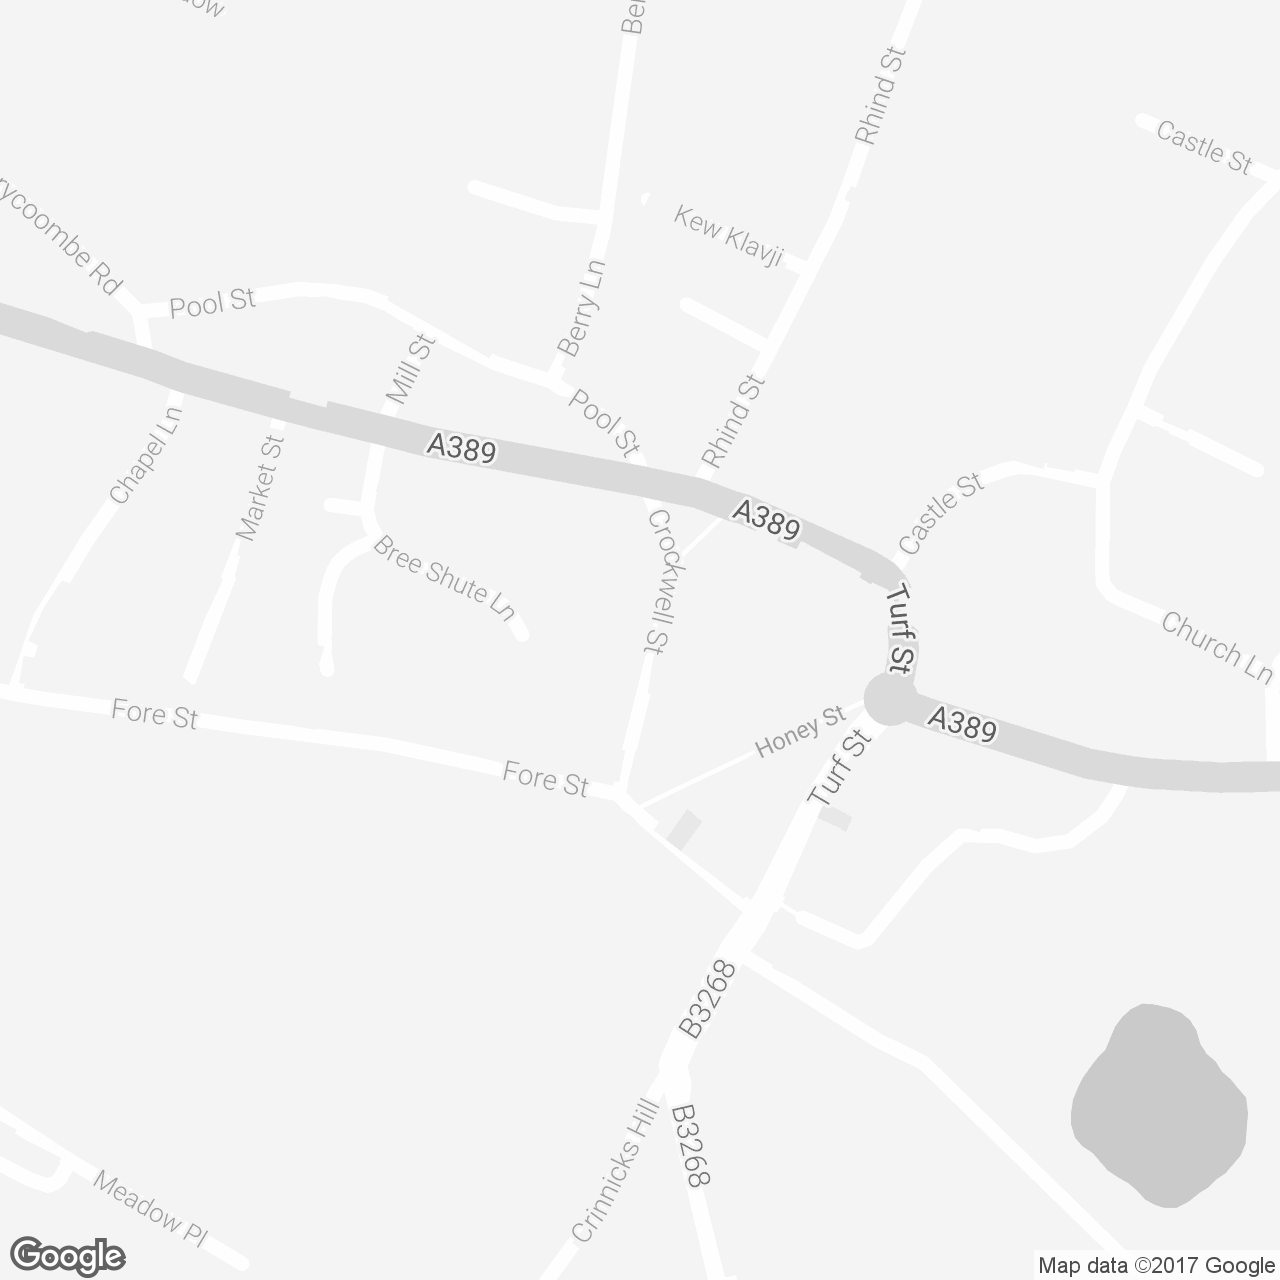 Rhind St
Castle St
Kew Klavji
Pool St
Berry Ln
Mill St
Rhind St
Pool St
Chapel Ln
Market St
A389
A389
Castle St
Crockwell St
Bree Shute Ln
Turf St
Church Ln
Fore St
Honey St
A389
Fore St
Turf St
B3268
Crinnicks Hill
B3268
Meadow Pl
Google
Map data ©2017 Google